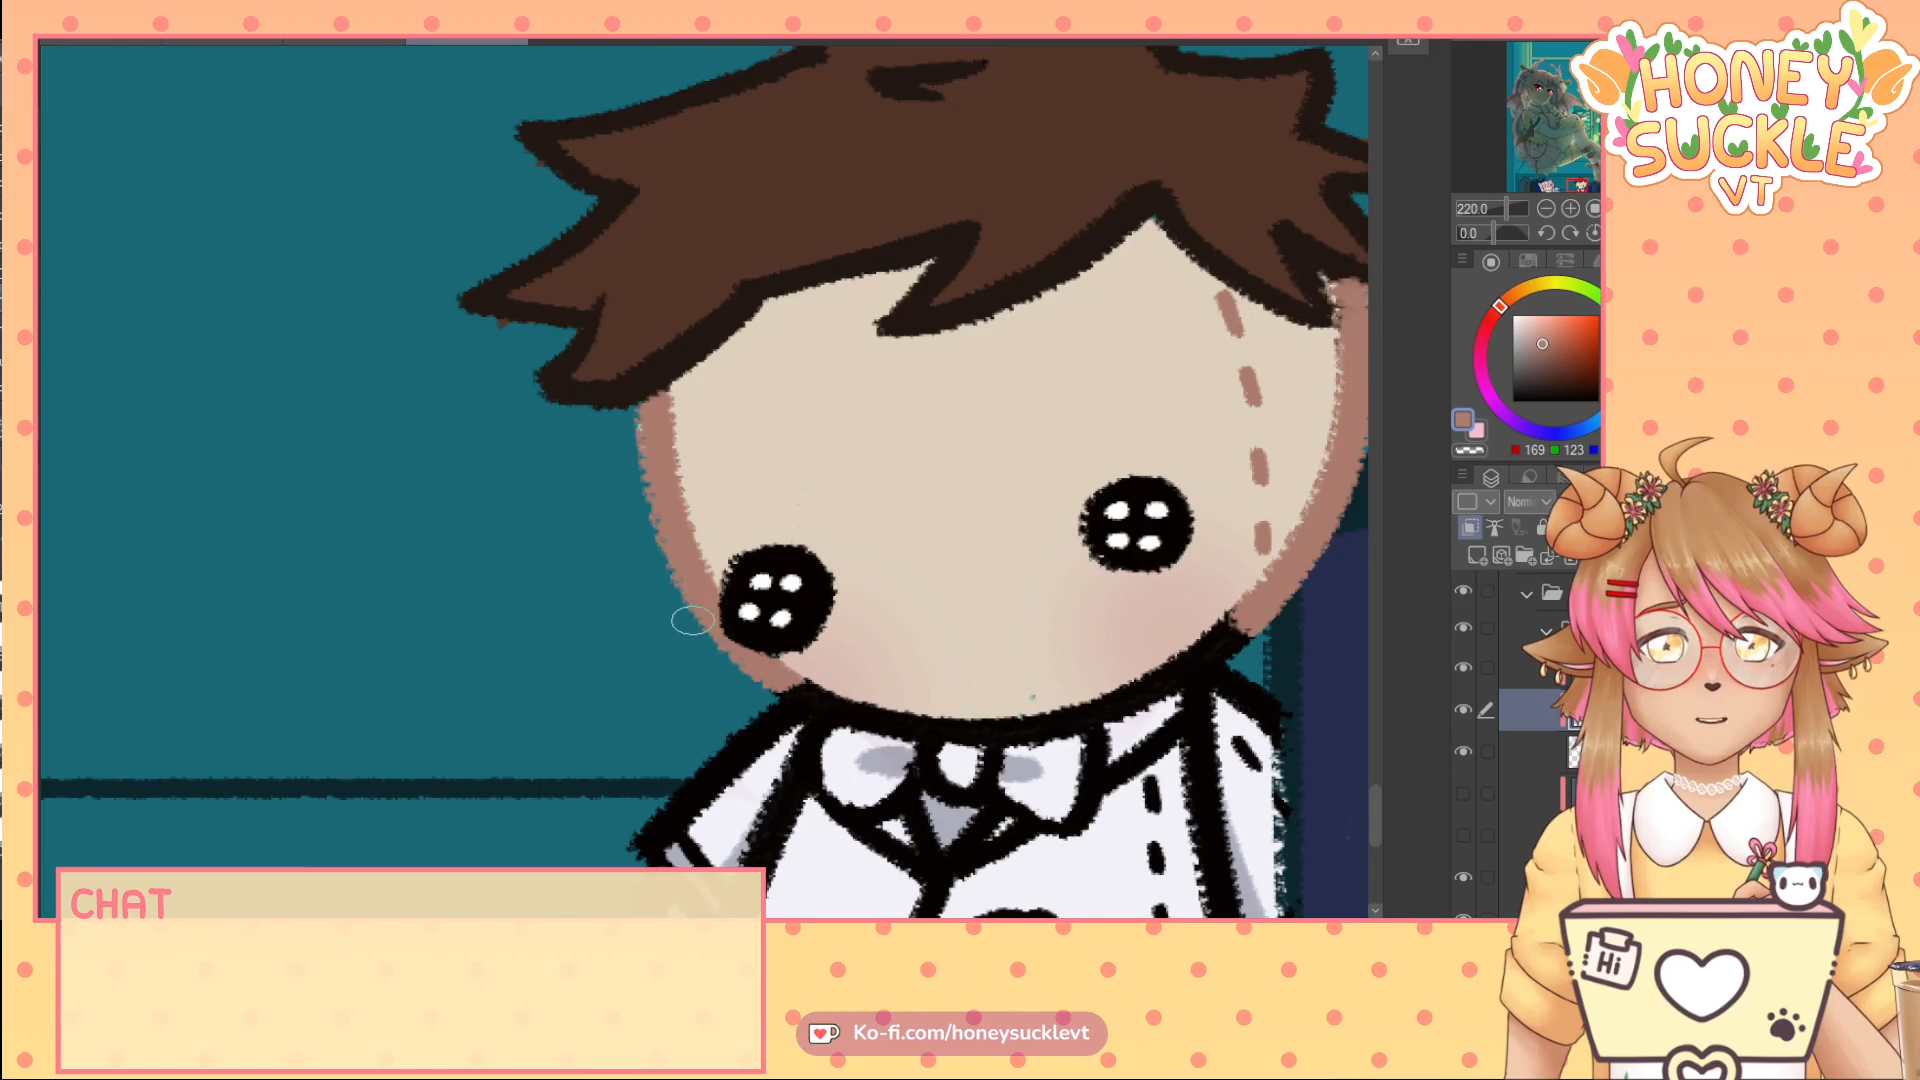 HONEY
SUCKLE
VT
220.0
0.0
169 123
Norm
CHAT
Hi
Ko-fi.com/honeysucklevt